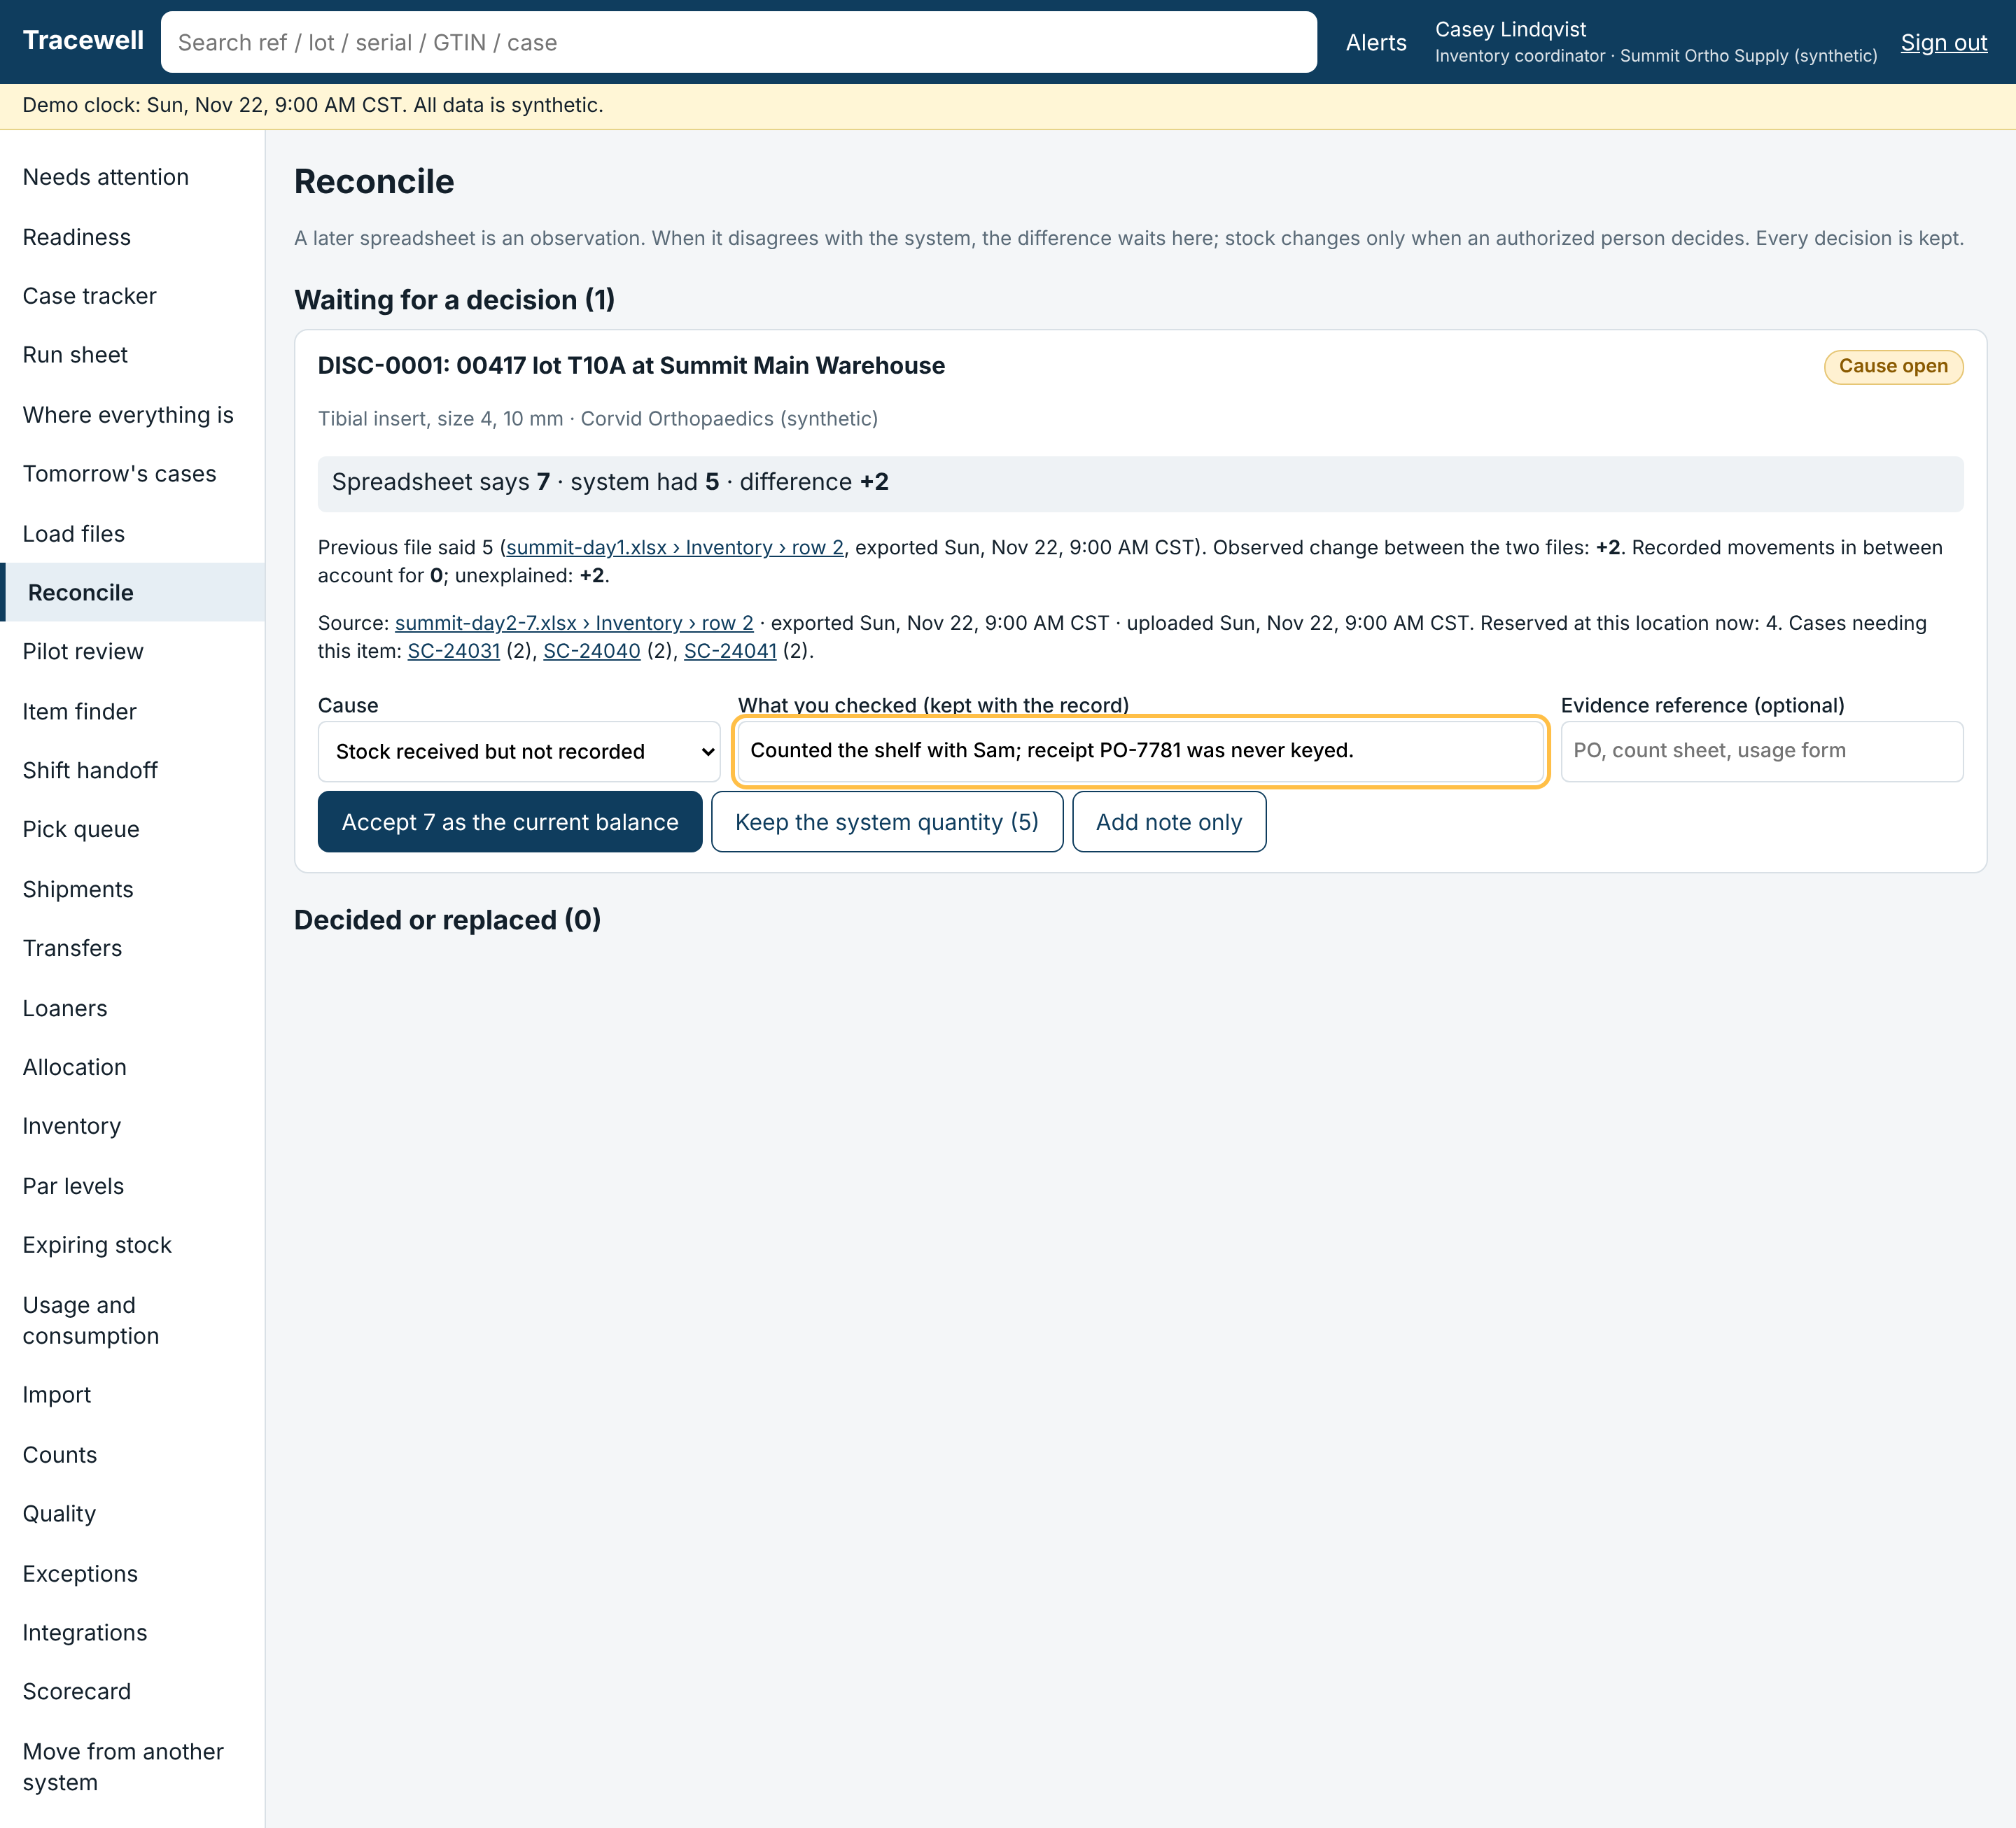 Tracewell
Search ref / lot / serial / GTIN / case
Alerts
Casey Lindqvist
Inventory coordinator · Summit Ortho Supply (synthetic)
Sign out
Demo clock: Sun, Nov 22, 9:00 AM CST. All data is synthetic.
Needs attention
Readiness
Case tracker
Run sheet
Where everything is
Tomorrow's cases
Load files
Reconcile
Pilot review
Item finder
Shift handoff
Pick queue
Shipments
Transfers
Loaners
Allocation
Inventory
Par levels
Expiring stock
Usage and
consumption
Import
Counts
Quality
Exceptions
Integrations
Scorecard
Move from another
system
Reconcile
A later spreadsheet is an observation. When it disagrees with the system, the difference waits here; stock changes only when an authorized person decides. Every decision is kept.
Waiting for a decision (1)
DISC-0001: 00417 lot T10A at Summit Main Warehouse
Cause open
Tibial insert, size 4, 10 mm · Corvid Orthopaedics (synthetic)
Spreadsheet says 7 · system had 5 · difference +2
Previous file said 5 (summit-day1.xlsx › Inventory › row 2, exported Sun, Nov 22, 9:00 AM CST). Observed change between the two files: +2. Recorded movements in between
account for 0; unexplained: +2.
Source: summit-day2-7.xlsx › Inventory › row 2 · exported Sun, Nov 22, 9:00 AM CST · uploaded Sun, Nov 22, 9:00 AM CST. Reserved at this location now: 4. Cases needing
this item: SC-24031 (2), SC-24040 (2), SC-24041 (2).
Cause
What you checked (kept with the record)
Evidence reference (optional)
Stock received but not recorded
Counted the shelf with Sam; receipt PO-7781 was never keyed.
PO, count sheet, usage form
Accept 7 as the current balance
Keep the system quantity (5)
Add note only
Decided or replaced (0)